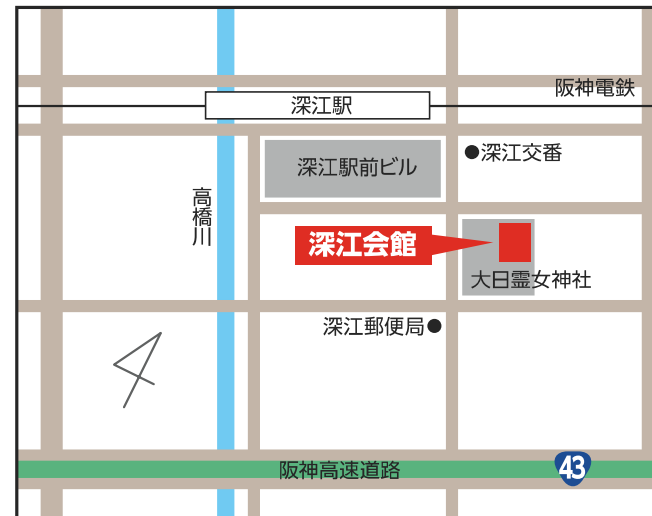 阪神電鉄
深江駅
深江交番
深江駅前ビル
高橋川
深江会館
大日霊女神社
深江郵便局
阪神高速道路
43